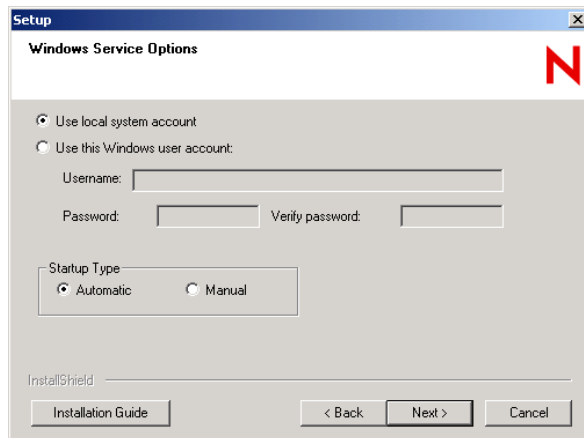 Setup
Windows Service Options
N
Use local system account
Use this Windows user account:
Username:
Password: Verify password:
Startup Type
Automatic Manual
InstallShield
Installation Guide < Back Next > Cancel